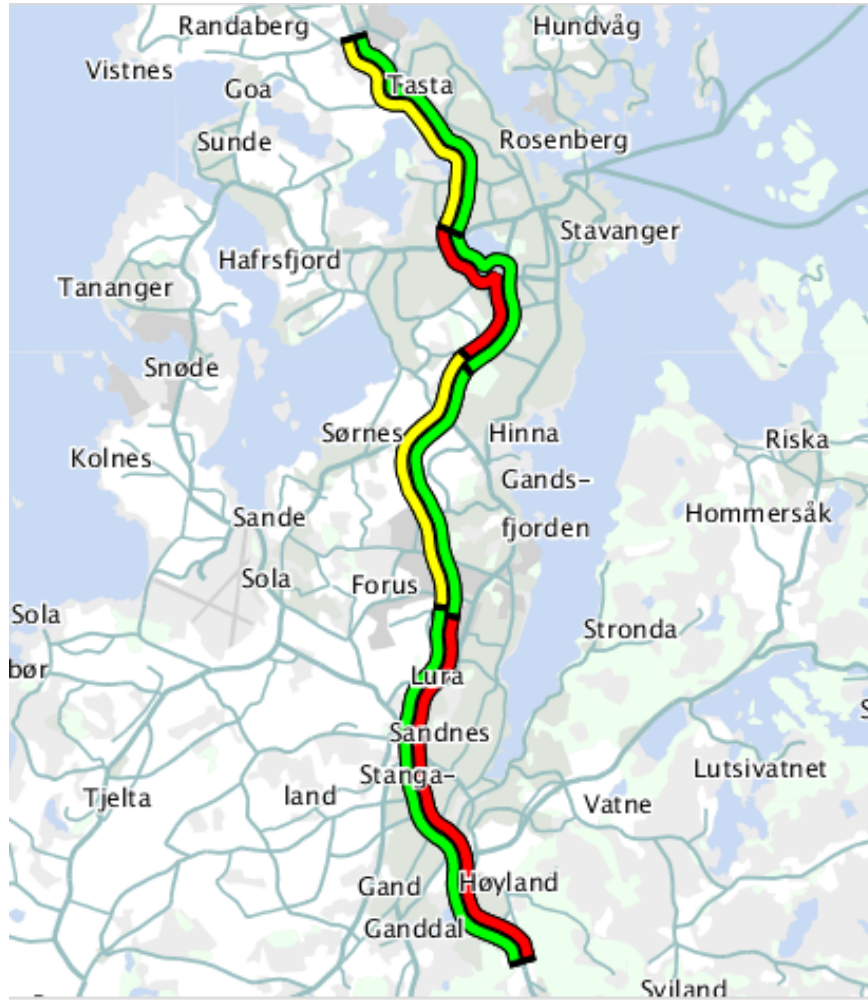 Randaberg
Hundvåg
Vistnes
Goa
Tasta
Sunde
Rosenberg
Stavanger
Hafrsfjord
Tananger
Snøde
Sørnes
Hinna
Riska
Kolnes
Gands-
fjorden
Hommersåk
Sande
Sola
Forus
Sola
Stronda
bør
Lura
S
Sandnes
Stanga-
land
Lutsivatnet
Tjelta
Vatne
Gand
Høyland
Ganddal
Sviland